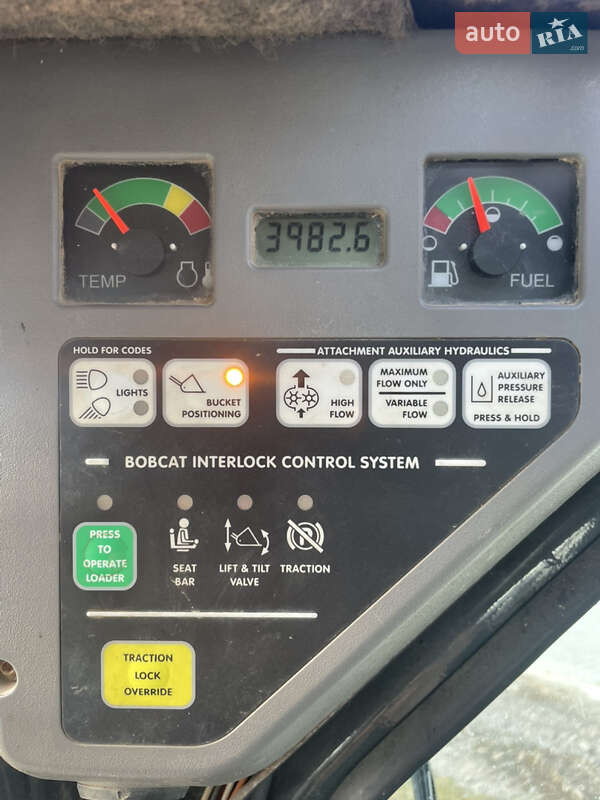 auto RIA
.com
3982.6
TEMP
FUEL
HOLD FOR CODES
ATTACHMENT AUXILIARY HYDRAULICS
LIGHTS
BUCKET
POSITIONING
HIGH
FLOW
MAXIMUM
FLOW ONLY
VARIABLE
FLOW
AUXILIARY
PRESSURE
RELEASE
PRESS & HOLD
BOBCAT INTERLOCK CONTROL SYSTEM
PRESS
TO
OPERATE
LOADER
SEAT
BAR
LIFT & TILT
VALVE
TRACTION
TRACTION
LOCK
OVERRIDE